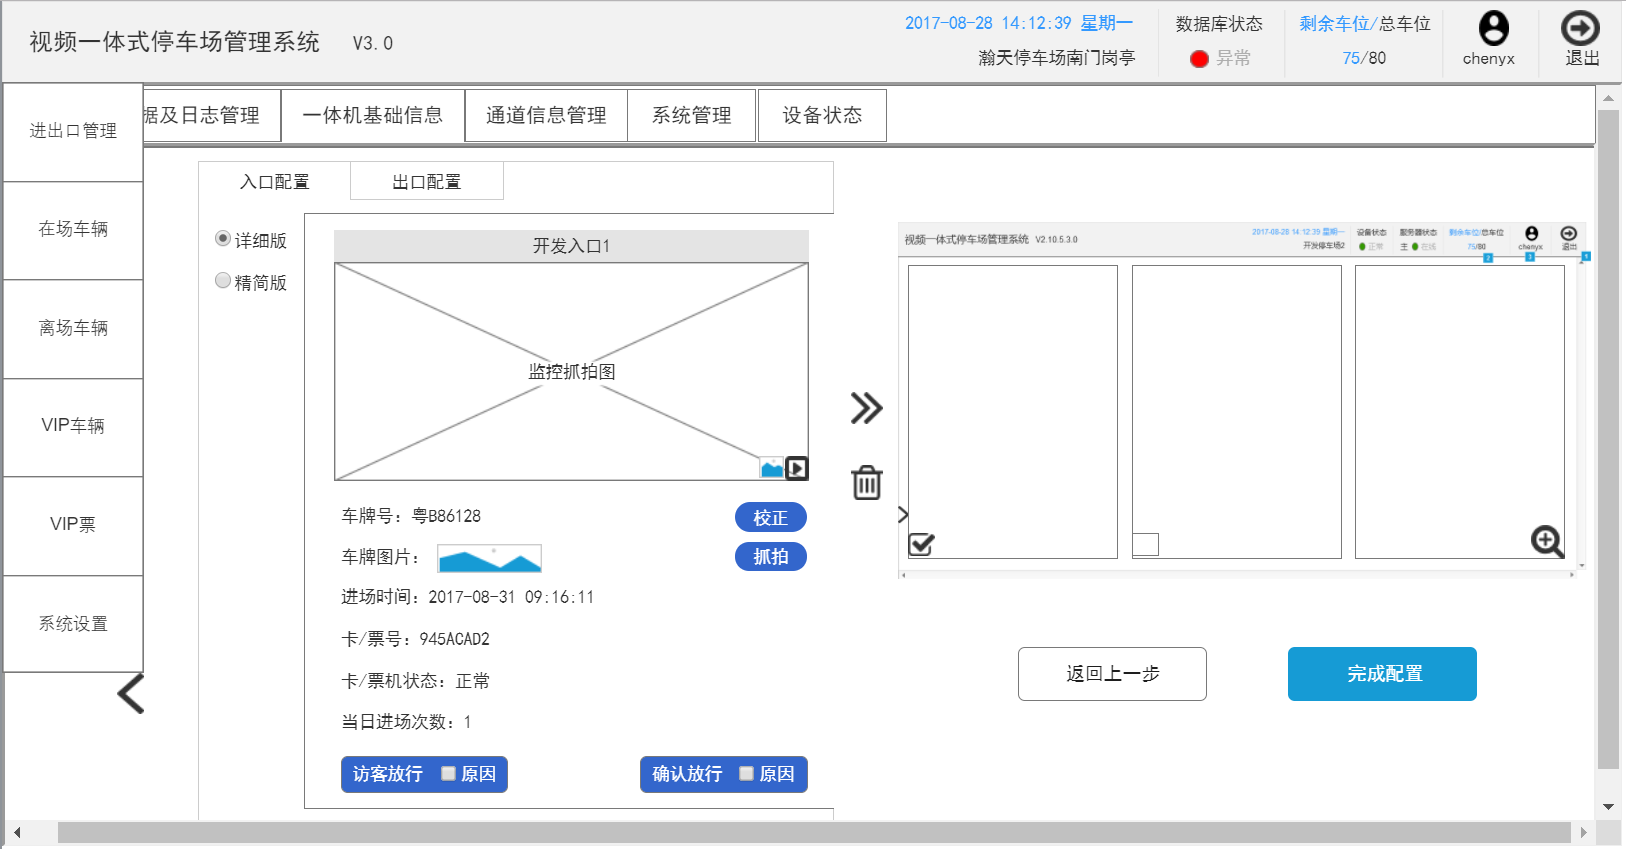 视频一体式停车场管理系统 V3.0
2017-08-28 14:12:39 星期一
瀚天停车场南门岗亭
数据库状态
异常
剩余车位/总车位
75/80
chenyx
退出
进出口管理
在场车辆
离场车辆
VIP车辆
VIP票
系统设置
据及日志管理
一体机基础信息
通道信息管理
系统管理
设备状态
入口配置
出口配置
详细版
精简版
开发入口1
监控抓拍图
车牌号：粤B86128
校正
车牌图片：
抓拍
进场时间：2017-08-31 09:16:11
卡/票号：945ACAD2
卡/票机状态：正常
当日进场次数：1
访客放行 原因
确认放行 原因
视频一体式停车场管理系统 V2.10.5.3.0
2017-08-28 14:12:39 星期一
开发停车场2
设备状态
正常
服务器状态
主 在线
剩余车位/总车位
75/80
chenyx
退出
2
3
1
返回上一步
完成配置